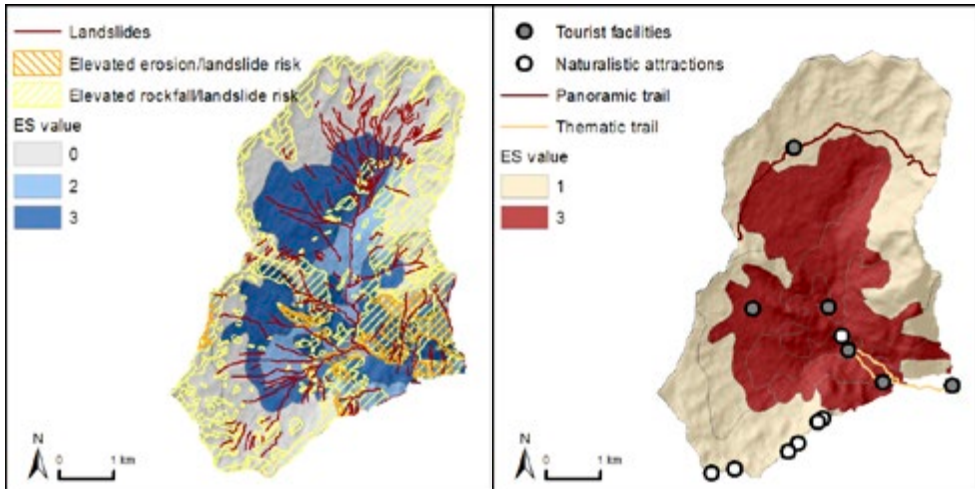 Landslides
Elevated erosion/landslide risk
Elevated rockfall/landslide risk
ES value
0
2
3
N
0 1 km
Tourist facilities
Naturalistic attractions
Panoramic trail
Thematic trail
ES value
1
3
N
0 1 km